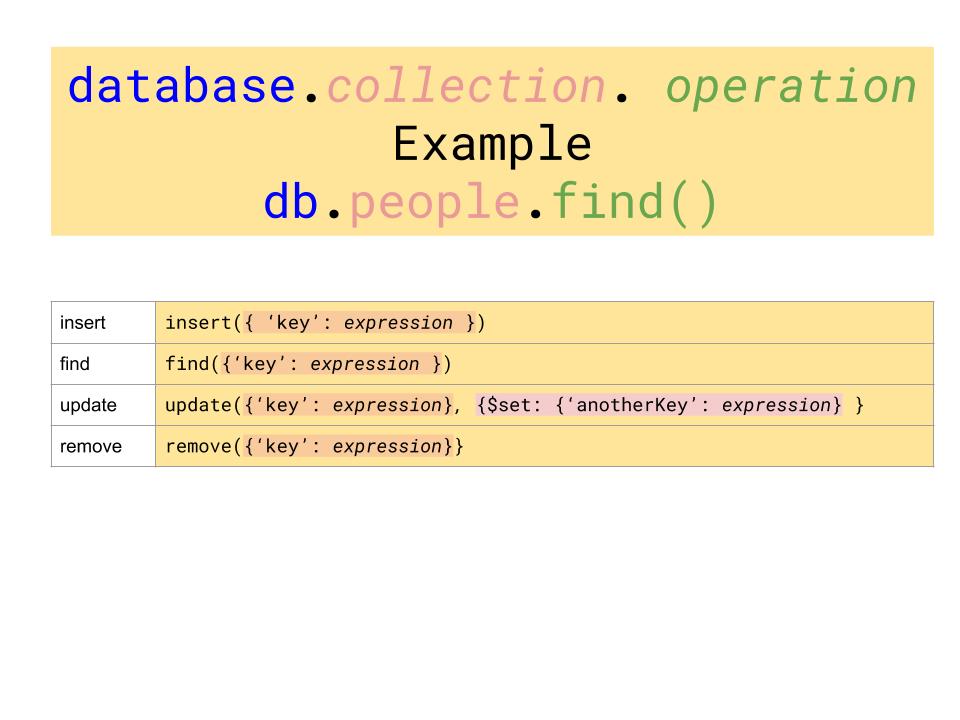 database.collection. operation
Example
db.people.find()
insert insert({ ‘key’: expression })
find find({‘key’: expression })
update update({‘key’: expression}, {$set: {‘anotherKey’: expression} }
remove remove({‘key’: expression}}